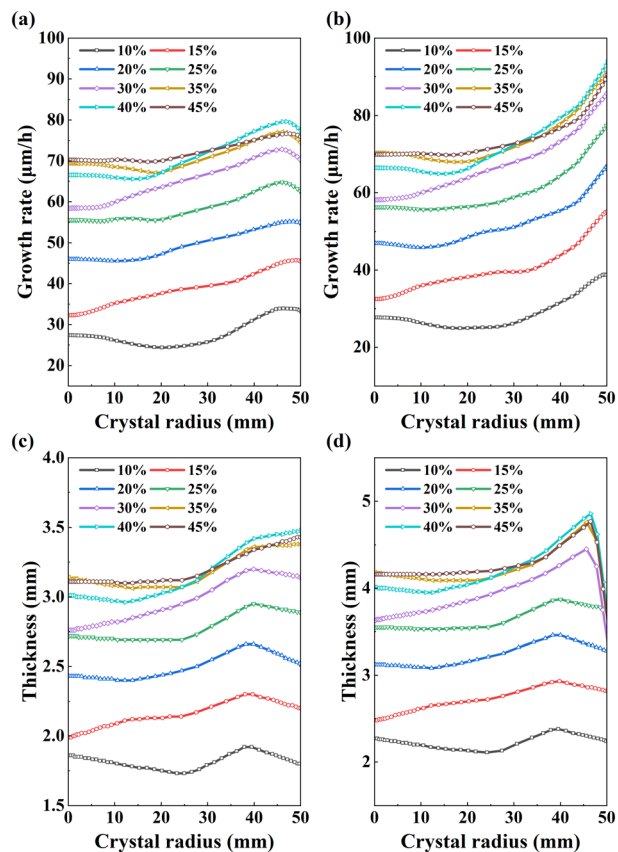 (a)
(b)
100
90
80
70
60
50
40
30
20
Growth rate (μm/h)
10% 15%
20% 25%
30% 35%
40% 45%
0 10 20 30 40 50
Crystal radius (mm)
100
80
60
40
20
Growth rate (μm/h)
10% 15%
20% 25%
30% 35%
40% 45%
0 10 20 30 40 50
Crystal radius (mm)
(c)
(d)
4.0
3.5
3.0
2.5
2.0
1.5
Thickness (mm)
10% 15%
20% 25%
30% 35%
40% 45%
0 10 20 30 40 50
Crystal radius (mm)
5
4
3
2
Thickness (mm)
10% 15%
20% 25%
30% 35%
40% 45%
0 10 20 30 40 50
Crystal radius (mm)